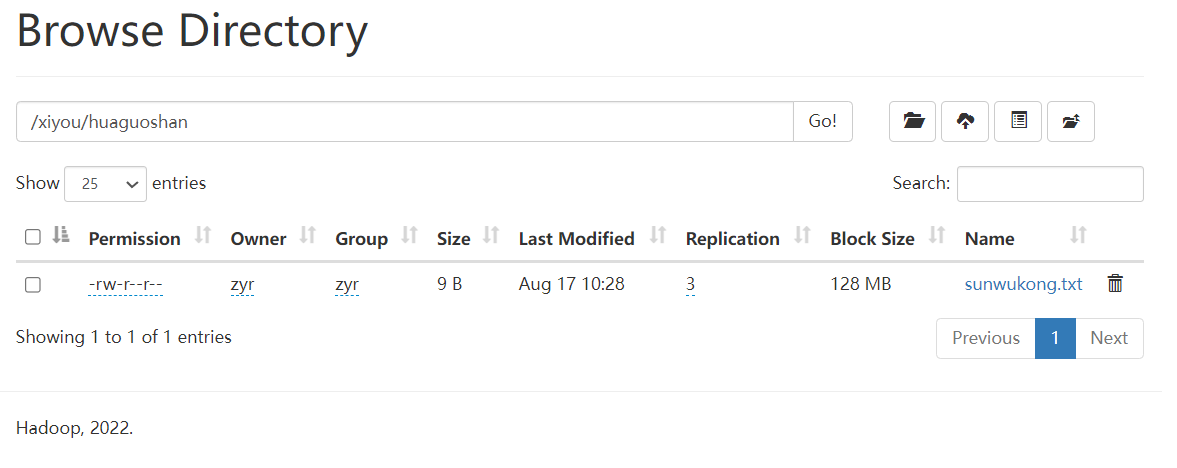 Browse Directory
/xiyou/huaguoshan Go!
Show 25 entries Search:
Permission Owner Group Size Last Modified Replication Block Size Name
-rw-r--r-- zyr zyr 9 B Aug 17 10:28 3 128 MB sunwukong.txt
Showing 1 to 1 of 1 entries Previous 1 Next
Hadoop, 2022.